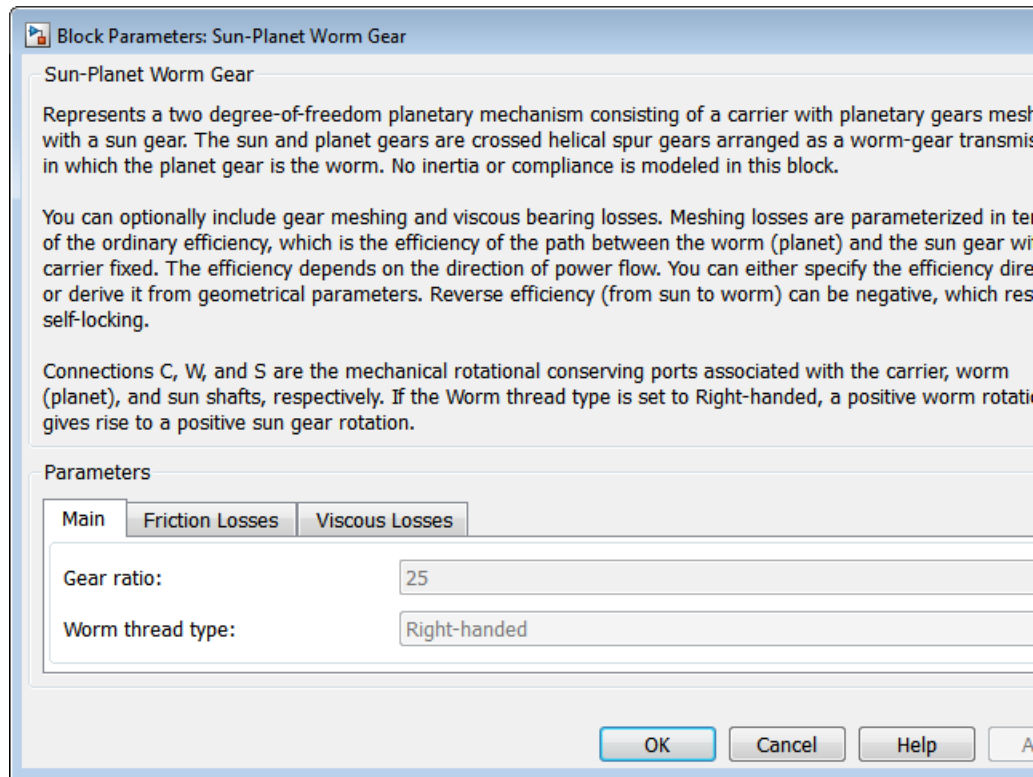 Block Parameters: Sun-Planet Worm Gear
Sun-Planet Worm Gear
Represents a two degree-of-freedom planetary mechanism consisting of a carrier with planetary gears
with a sun gear. The sun and planet gears are crossed helical spur gears arranged as a worm-gear
in which the planet gear is the worm. No inertia or compliance is modeled in this block.
You can optionally include gear meshing and viscous bearing losses. Meshing losses are parameterized in
of the ordinary efficiency, which is the efficiency of the path between the worm (planet) and the sun gear
carrier fixed. The efficiency depends on the direction of power flow. You can either specify the efficiency
or derive it from geometrical parameters. Reverse efficiency (from sun to worm) can be negative, which
self-locking.
Connections C, W, and S are the mechanical rotational conserving ports associated with the carrier, worm
(planet), and sun shafts, respectively. If the Worm thread type is set to Right-handed, a positive worm
gives rise to a positive sun gear rotation.
Parameters
Main Friction Losses Viscous Losses
Gear ratio: 25
Worm thread type: Right-handed
OK Cancel Help